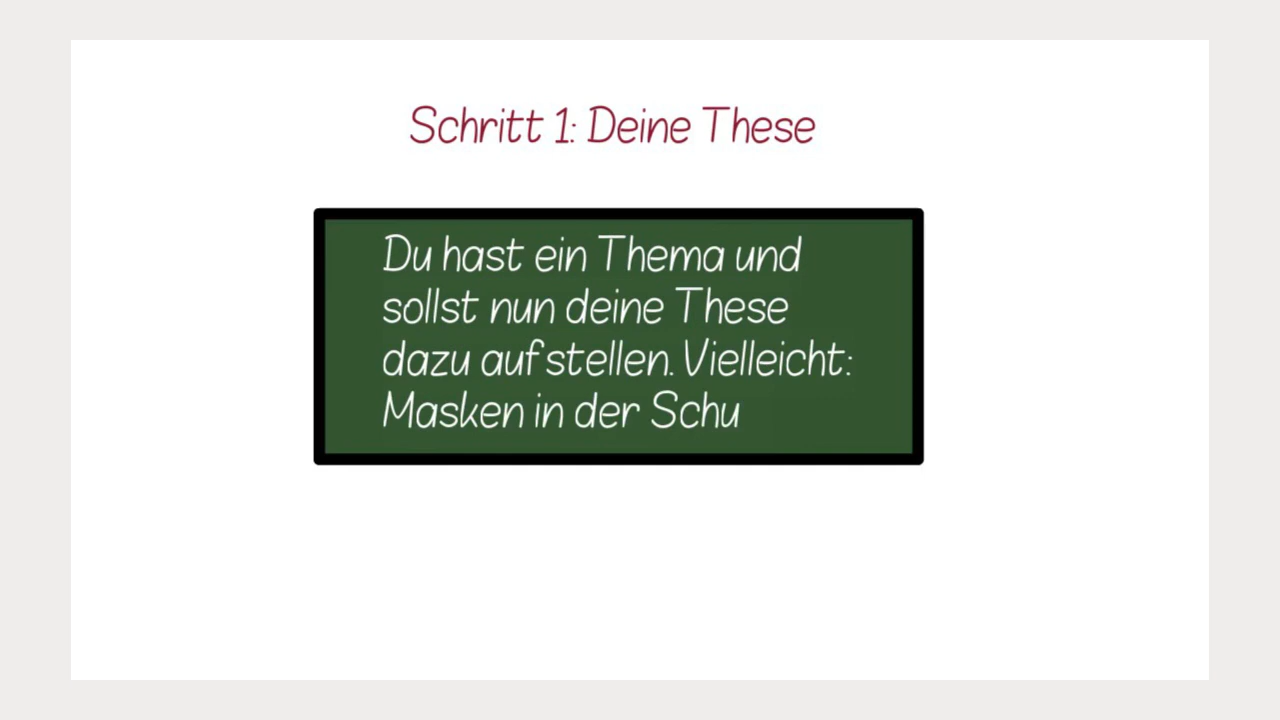 Schritt 1: Deine These
Du hast ein Thema und
sollst nun deine These
dazu aufstellen. Vielleicht:
Masken in der Schu